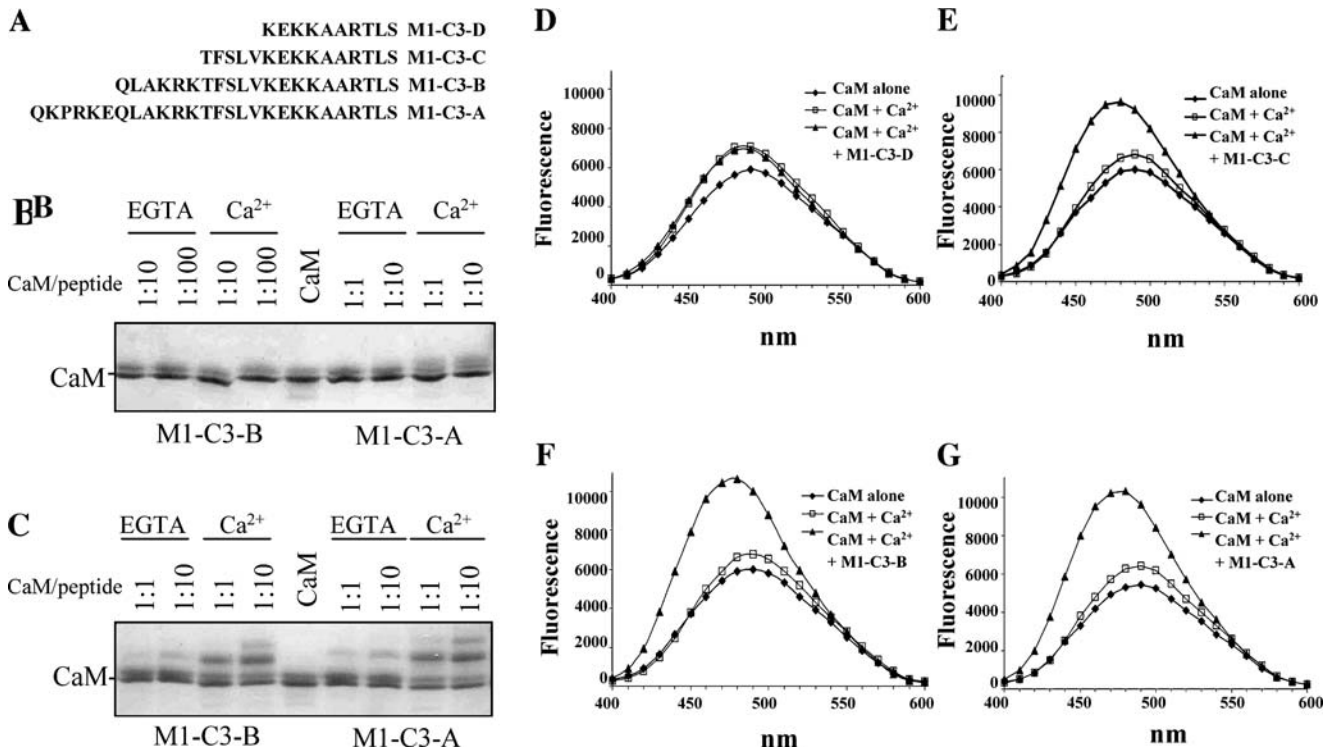 A
KEKKAARTLS M1-C3-D
TFSLVKEKKAARTLS M1-C3-C
QLAKRKTFSLVKEKKAARTLS M1-C3-B
QKPRKEQLAKRKTFSLVKEKKAARTLS M1-C3-A
B B
EGTA Ca2+ EGTA Ca2+
CaM/peptide 1:10 1:100 1:10 1:100 CaM 1:1 1:10 1:1 1:10
CaM
M1-C3-B M1-C3-A
C
EGTA Ca2+ EGTA Ca2+
CaM/peptide 1:1 1:10 1:1 1:10 CaM 1:1 1:10 1:1 1:10
CaM
M1-C3-B M1-C3-A
D
Fluorescence
10000
8000
6000
4000
2000
0
400 450 500 550 600
nm
CaM alone
CaM + Ca2+
CaM + Ca2+
+ M1-C3-D
E
Fluorescence
10000
8000
6000
4000
2000
0
400 450 500 550 600
nm
CaM alone
CaM + Ca2+
CaM + Ca2+
+ M1-C3-C
F
Fluorescence
10000
8000
6000
4000
2000
0
400 450 500 550 600
nm
CaM alone
CaM + Ca2+
CaM + Ca2+
+ M1-C3-B
G
Fluorescence
10000
8000
6000
4000
2000
0
400 450 500 550 600
nm
CaM alone
CaM + Ca2+
CaM + Ca2+
+ M1-C3-A